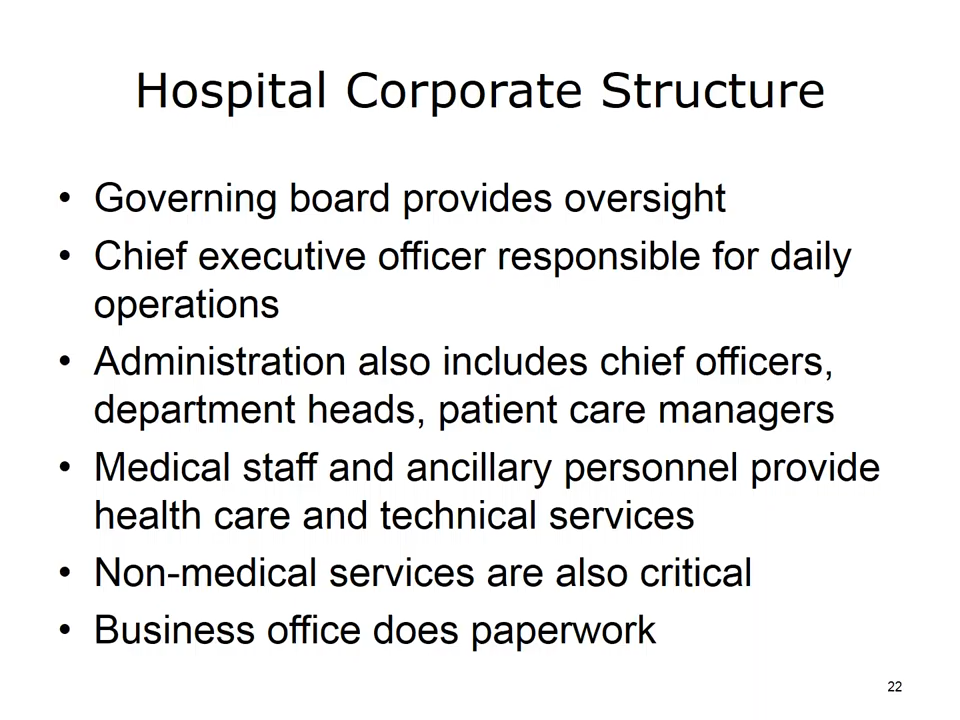 Hospital Corporate Structure
• Governing board provides oversight
• Chief executive officer responsible for daily
operations
• Administration also includes chief officers,
department heads, patient care managers
• Medical staff and ancillary personnel provide
health care and technical services
• Non-medical services are also critical
• Business office does paperwork
22